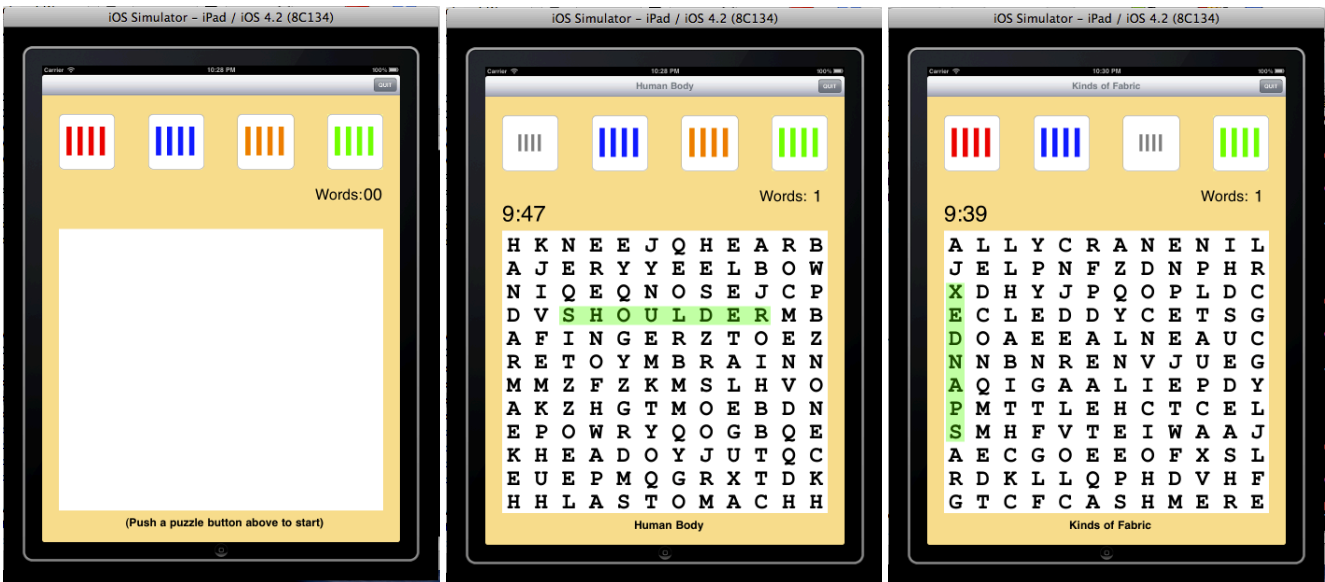 iOS Simulator – iPad / iOS 4.2 (8C134)
Carrier 10:28 PM 100%
QUIT
Words:00
(Push a puzzle button above to start)
iOS Simulator – iPad / iOS 4.2 (8C134)
Carrier 10:28 PM 100%
Human Body QUIT
Words: 1
9:47
H K N E E J Q H E A R B
A J E R Y Y E E L B O W
N I Q E Q N O S E J C P
D V S H O U L D E R M B
A F I N G E R Z T O E Z
R E T O Y M B R A I N N
M M Z F Z K M S L H V O
A K Z H G T M O E B D N
E P O W R Y Q O G B Q E
K H E A D O Y J U T Q C
E U E P M Q G R X T D K
H H L A S T O M A C H H
Human Body
iOS Simulator – iPad / iOS 4.2 (8C134)
Carrier 10:30 PM 100%
Kinds of Fabric QUIT
Words: 1
9:39
A L L Y C R A N E N I L
J E L P N F Z D N P H R
X D H Y J P Q O P L D C
E C L E D D Y C E T S G
D O A E E A L N E A U C
N N B N R E N V J U E G
A Q I G A A L I E P D Y
P M T T L E H C T C E L
S M H F V T E I W A A J
A E C G O E E O F X S L
R D K L L Q P H D V H F
G T C F C A S H M E R E
Kinds of Fabric